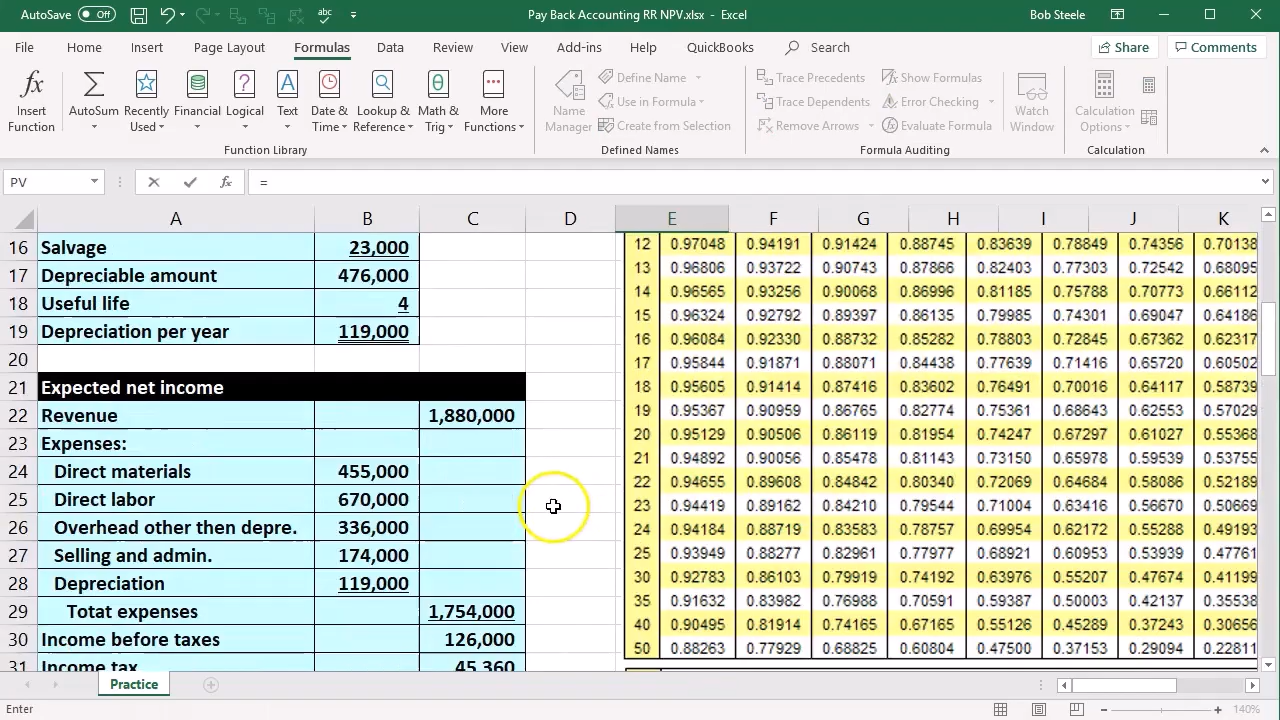 AutoSave Off abc Pay Back Accounting RR NPV.xlsx - Excel Bob Steele
File Home Insert Page Layout Formulas Data Review View Add-ins Help QuickBooks Search Share Comments
Insert Function
AutoSum
Recently Used
Financial
Logical
Text
Date & Time
Lookup & Reference
Math & Trig
More Functions
Function Library
Name Manager
Define Name
Use in Formula
Create from Selection
Defined Names
Trace Precedents
Trace Dependents
Remove Arrows
Show Formulas
Error Checking
Evaluate Formula
Formula Auditing
Watch Window
Calculation Options
Calculation
PV fx =
A B C D E F G H I J K
16 Salvage 23,000
17 Depreciable amount 476,000
18 Useful life 4
19 Depreciation per year 119,000
20
21 Expected net income
22 Revenue 1,880,000
23 Expenses:
24 Direct materials 455,000
25 Direct labor 670,000
26 Overhead other then depre. 336,000
27 Selling and admin. 174,000
28 Depreciation 119,000
29 Totat expenses 1,754,000
30 Income before taxes 126,000
31 Income tax 45,360
12 0.97048 0.94191 0.91424 0.88745 0.83639 0.78849 0.74356 0.70138
13 0.96806 0.93722 0.90743 0.87866 0.82403 0.77303 0.72542 0.68095
14 0.96565 0.93256 0.90068 0.86996 0.81185 0.75788 0.70773 0.66112
15 0.96324 0.92792 0.89397 0.86135 0.79985 0.74301 0.69047 0.64186
16 0.96084 0.92330 0.88732 0.85282 0.78803 0.72845 0.67362 0.62317
17 0.95844 0.91871 0.88071 0.84438 0.77639 0.71416 0.65720 0.60502
18 0.95605 0.91414 0.87416 0.83602 0.76491 0.70016 0.64117 0.58739
19 0.95367 0.90959 0.86765 0.82774 0.75361 0.68643 0.62553 0.57029
20 0.95129 0.90506 0.86119 0.81954 0.74247 0.67297 0.61027 0.55368
21 0.94892 0.90056 0.85478 0.81143 0.73150 0.65978 0.59539 0.53755
22 0.94655 0.89608 0.84842 0.80340 0.72069 0.64684 0.58086 0.52189
23 0.94419 0.89162 0.84210 0.79544 0.71004 0.63416 0.56670 0.50669
24 0.94184 0.88719 0.83583 0.78757 0.69954 0.62172 0.55288 0.49193
25 0.93949 0.88277 0.82961 0.77977 0.68921 0.60953 0.53939 0.47761
30 0.92783 0.86103 0.79919 0.74192 0.63976 0.55207 0.47674 0.41199
35 0.91632 0.83982 0.76988 0.70591 0.59387 0.50003 0.42137 0.35538
40 0.90495 0.81914 0.74165 0.67165 0.55126 0.45289 0.37243 0.30656
50 0.88263 0.77929 0.68825 0.60804 0.47500 0.37153 0.29094 0.22811
Practice
Enter 140%